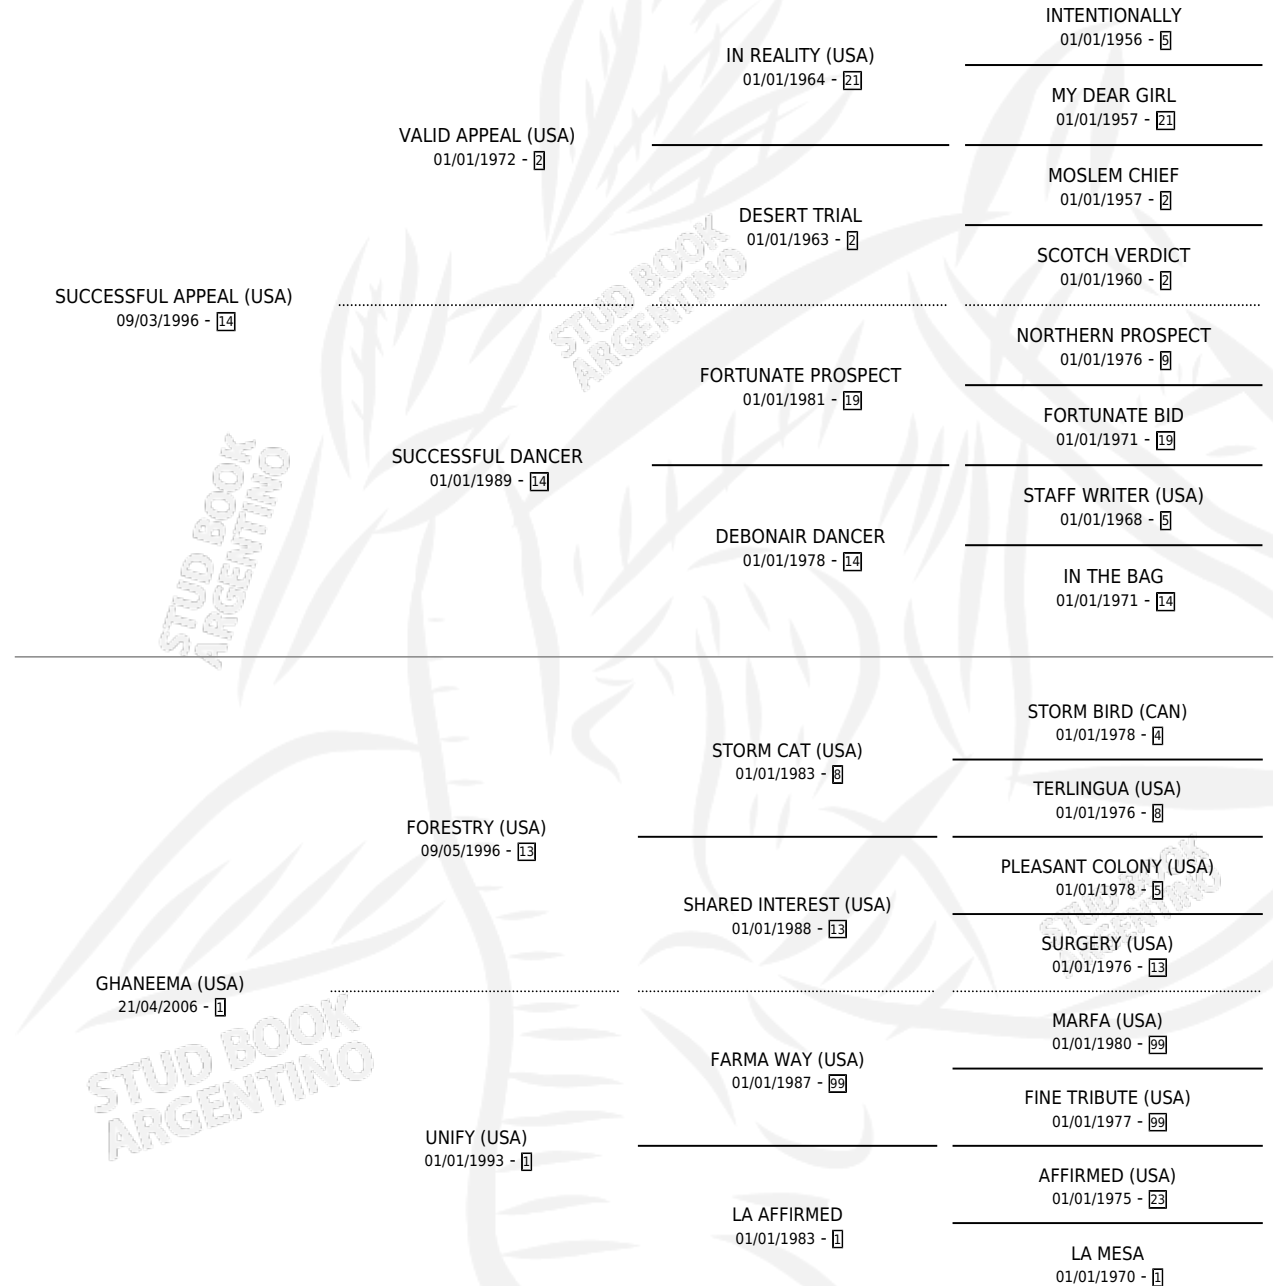 INTENTIONALLY
01/01/1956 - 5
IN REALITY (USA)
01/01/1964 - 21
MY DEAR GIRL
01/01/1957 - 21
VALID APPEAL (USA)
01/01/1972 - 2
MOSLEM CHIEF
01/01/1957 - 2
DESERT TRIAL
01/01/1963 - 2
SCOTCH VERDICT
01/01/1960 - 2
SUCCESSFUL APPEAL (USA)
09/03/1996 - 14
NORTHERN PROSPECT
01/01/1976 - 9
FORTUNATE PROSPECT
01/01/1981 - 19
FORTUNATE BID
01/01/1971 - 19
SUCCESSFUL DANCER
01/01/1989 - 14
STAFF WRITER (USA)
01/01/1968 - 5
DEBONAIR DANCER
01/01/1978 - 14
IN THE BAG
01/01/1971 - 14
STUD BOOK
ARGENTINO
STUD BOOK
ARGENTINO
STORM BIRD (CAN)
01/01/1978 - 4
STORM CAT (USA)
01/01/1983 - 8
TERLINGUA (USA)
01/01/1976 - 8
FORESTRY (USA)
09/05/1996 - 13
PLEASANT COLONY (USA)
01/01/1978 - 5
SHARED INTEREST (USA)
01/01/1988 - 13
SURGERY (USA)
01/01/1976 - 13
STUD BOOK
ARGENTINO
GHANEEMA (USA)
21/04/2006 - 1
MARFA (USA)
01/01/1980 - 99
FARMA WAY (USA)
01/01/1987 - 99
FINE TRIBUTE (USA)
01/01/1977 - 99
UNIFY (USA)
01/01/1993 - 1
AFFIRMED (USA)
01/01/1975 - 23
LA AFFIRMED
01/01/1983 - 1
LA MESA
01/01/1970 - 1
STUD BOOK
ARGENTINO